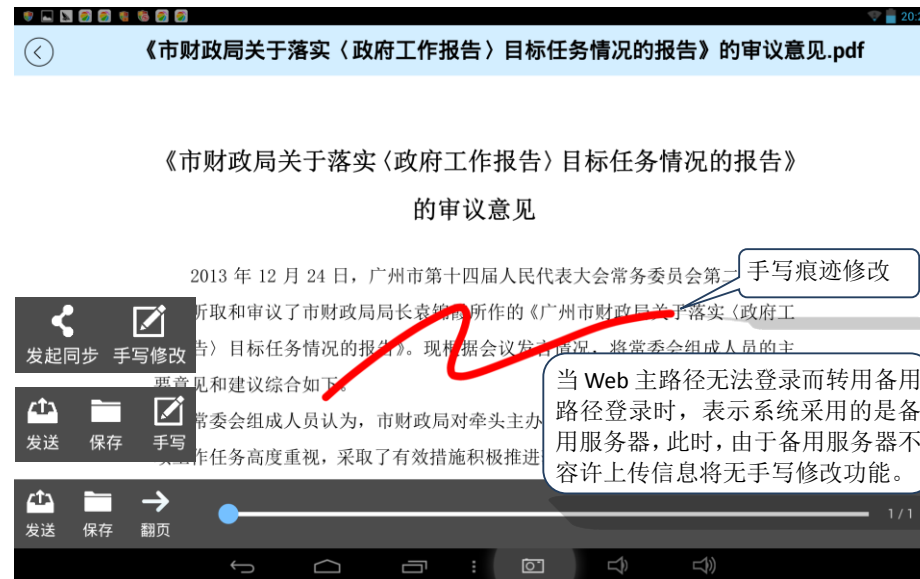 20:2
《市财政局关于落实〈政府工作报告〉目标任务情况的报告》的审议意见.pdf
《市财政局关于落实〈政府工作报告〉目标任务情况的报告》
的审议意见
2013 年 12 月 24 日，广州市第十四届人民代表大会常务委员会第二
手写痕迹修改
听取和审议了市财政局局长袁锦霞所作的《广州市财政局关于落实〈政府工
发起同步 手写修改
告〉目标任务情况的报告》。现根据会议发言情况，将常委会组成人员的主
要意见和建议综合如下。
当 Web 主路径无法登录而转用备用
路径登录时，表示系统采用的是备
用服务器，此时，由于备用服务器不
容许上传信息将无手写修改功能。
常委会组成人员认为，市财政局对牵头主办
发送 保存 手写
工作任务高度重视，采取了有效措施积极推进
发送 保存 翻页
1/1